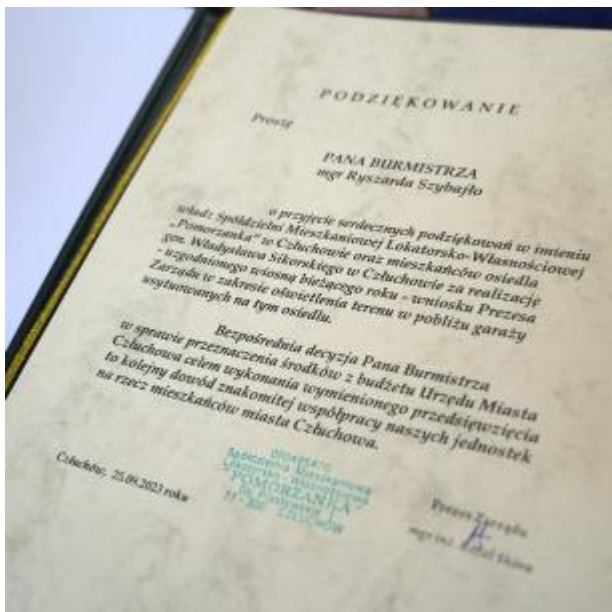 PODZIĘKOWANIE
Proszę
PANA BURMISTRZA
mgr Ryszarda Szybajło
o przyjęcie serdecznych podziękowań w imieniu
władz Spółdzielni Mieszkaniowej Lokatorsko-Własnościowej
„Pomorzanka" w Człuchowie oraz mieszkańców osiedla
gen. Władysława Sikorskiego w Człuchowie za realizację
- uzgodnionego wiosną bieżącego roku - wniosku Prezesa
Zarządu w zakresie oświetlenia terenu w pobliżu garaży
usytuowanych na tym osiedlu.
Bezpośrednia decyzja Pana Burmistrza
w sprawie przeznaczenia środków z budżetu Urzędu Miasta
Człuchowa celem wykonania wymienionego przedsięwzięcia
to kolejny dowód znakomitej współpracy naszych jednostek
na rzecz mieszkańców miasta Człuchowa.
Człuchów, 25.09.2023 roku
Spółdzielnia Mieszkaniowa
"POMORZANKA"
Prezes Zarządu
mgr inż.